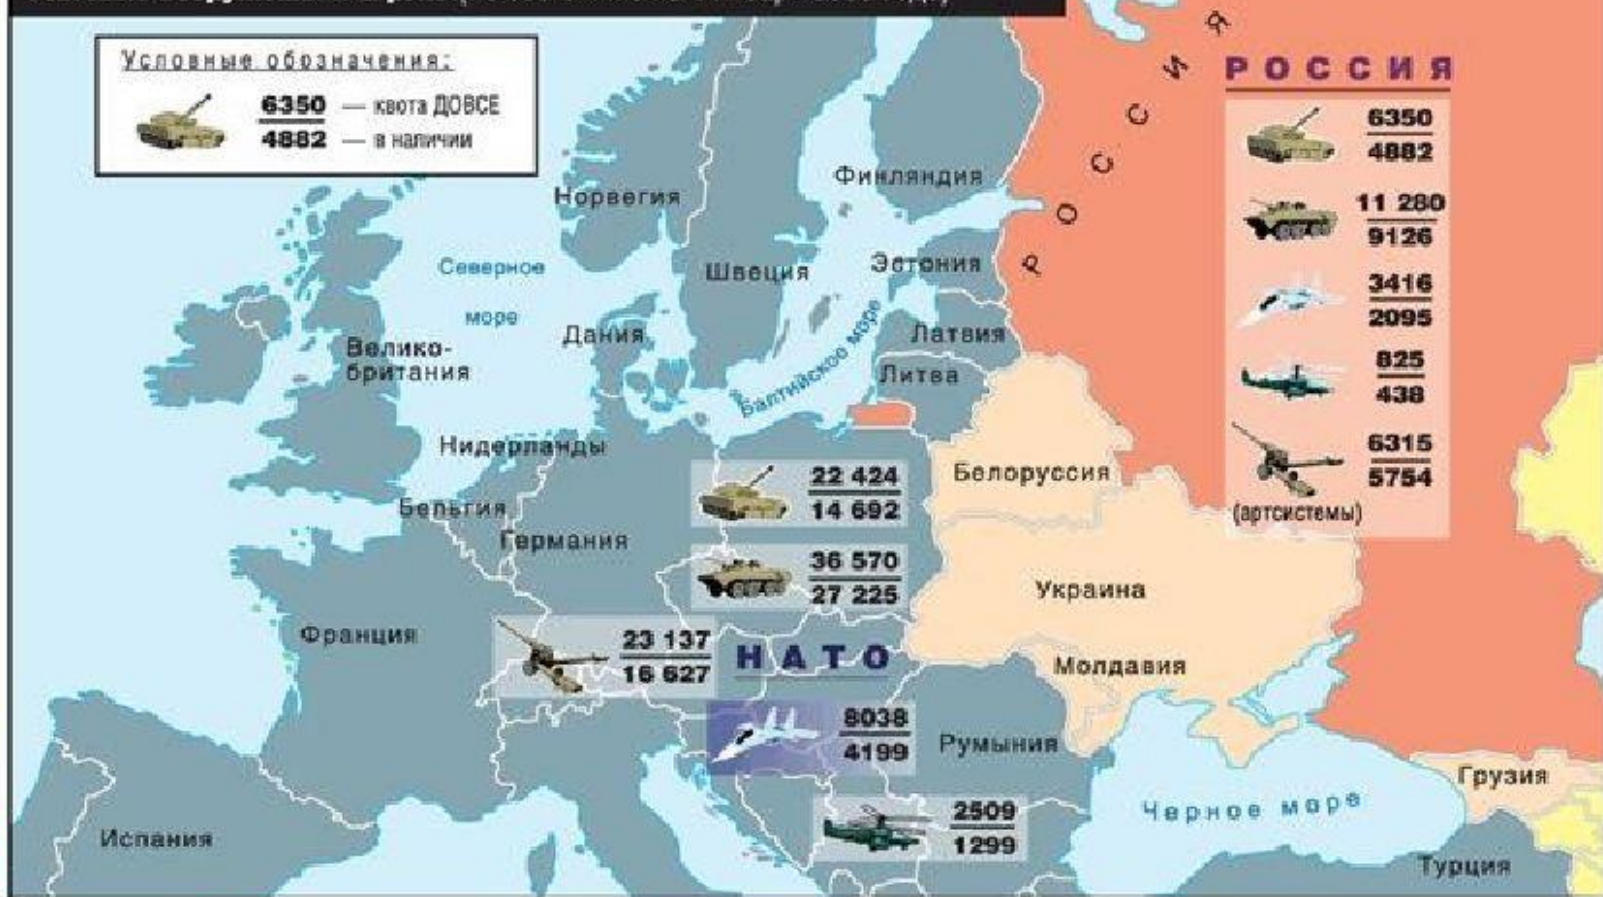 Условные обозначения:
6350 — квота ДОВСЕ
4882 — в наличии
РОССИЯ
РОССИЯ
6350
4882
11 280
9126
3416
2095
825
438
6315
5754
(артсистемы)
Норвегия
Финляндия
Швеция
Эстония
Северное
море
Дания
Латвия
Велико-
британия
Балтийское море
Литва
Нидерланды
Белоруссия
22 424
14 692
Бельгия
Германия
36 570
27 225
Украина
Франция
23 137
16 627
НАТО
Молдавия
8038
4199
Румыния
Грузия
2509
1299
Черное море
Испания
Турция